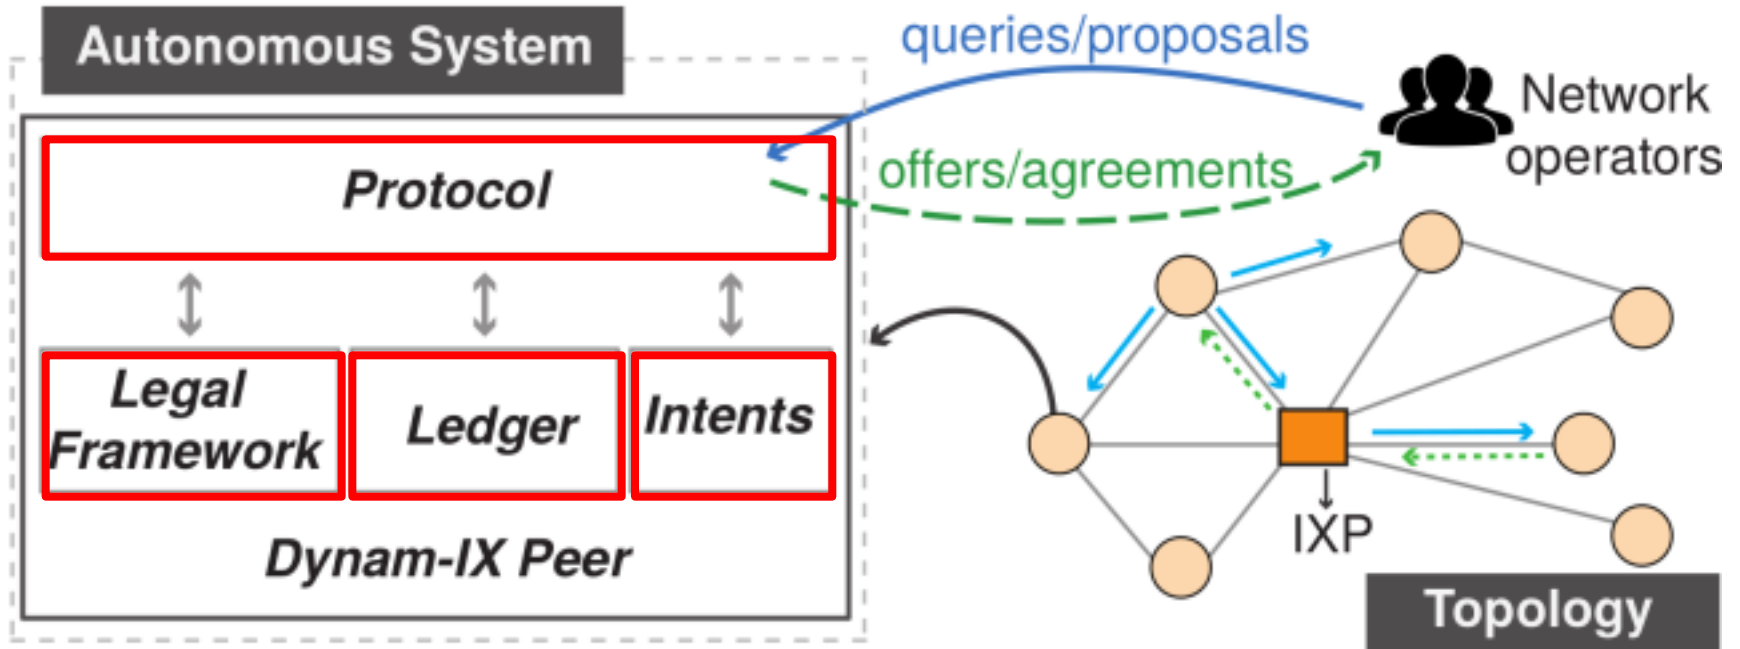 Autonomous System
queries/proposals
Network
operators
Protocol
offers/agreements
Legal
Framework
Ledger
Intents
Dynam-IX Peer
IXP
Topology